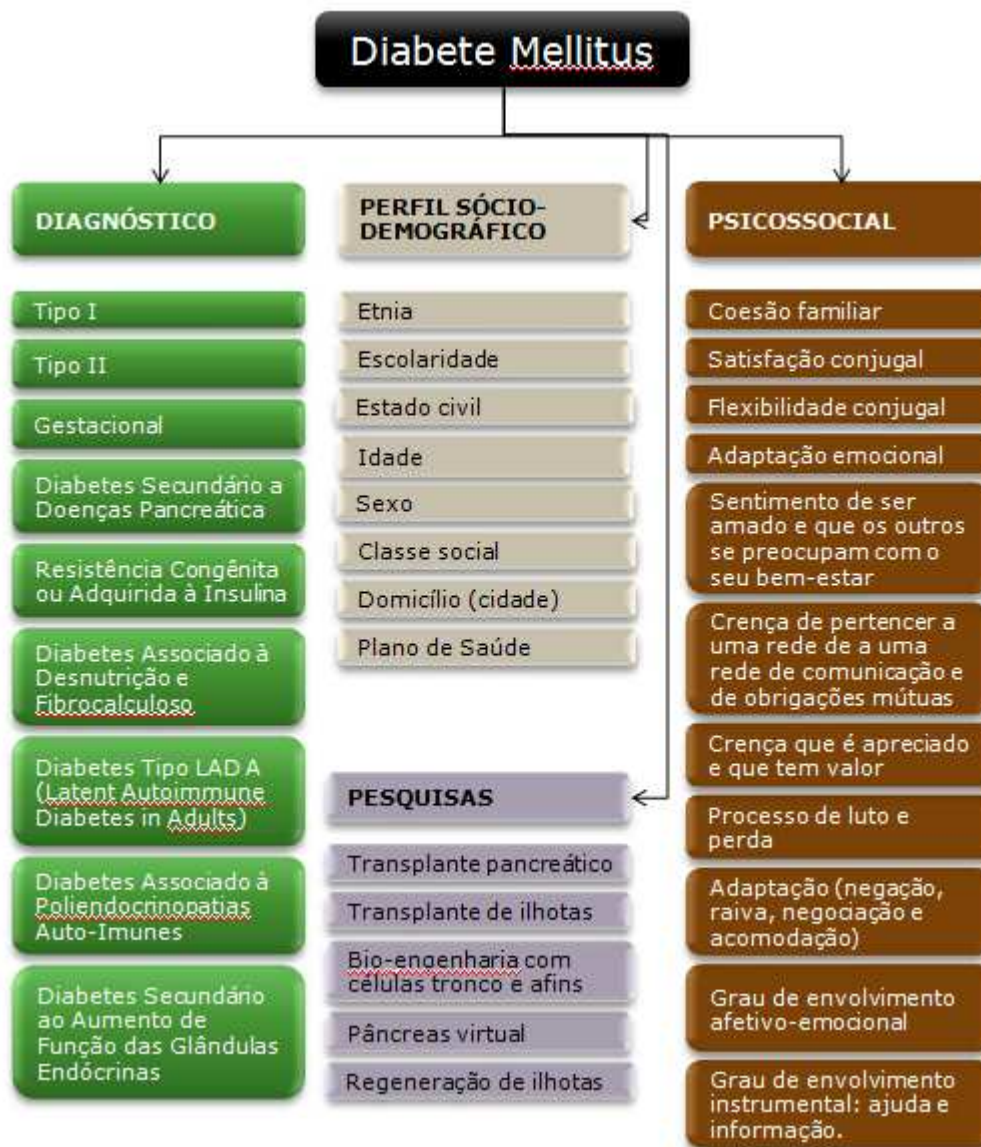 Diabete Mellitus
DIAGNÓSTICO
Tipo I
Tipo II
Gestacional
Diabetes Secundário a
Doenças Pancreática
Resistência Congênita
ou Adquirida à Insulina
Diabetes Associado à
Desnutrição e
Fibrocalculoso
Diabetes Tipo LAD A
(Latent Autoimmune
Diabetes in Adults)
Diabetes Associado à
Poliendocrinopatias
Auto-Imunes
Diabetes Secundário
ao Aumento de
Função das Glândulas
Endócrinas
PERFIL SÓCIO-
DEMOGRÁFICO
Etnia
Escolaridade
Estado civil
Idade
Sexo
Classe social
Domicílio (cidade)
Plano de Saúde
PESQUISAS
Transplante pancreático
Transplante de ilhotas
Bio-engenharia com
células tronco e afins
Pâncreas virtual
Regeneração de ilhotas
PSICOSSOCIAL
Coesão familiar
Satisfação conjugal
Flexibilidade conjugal
Adaptação emocional
Sentimento de ser
amado e que os outros
se preocupam com o
seu bem-estar
Crença de pertencer a
uma rede de a uma
rede de comunicação e
de obrigações mútuas
Crença que é apreciado
e que tem valor
Processo de luto e
perda
Adaptação (negação,
raiva, negociação e
acomodação)
Grau de envolvimento
afetivo-emocional
Grau de envolvimento
instrumental: ajuda e
informação.